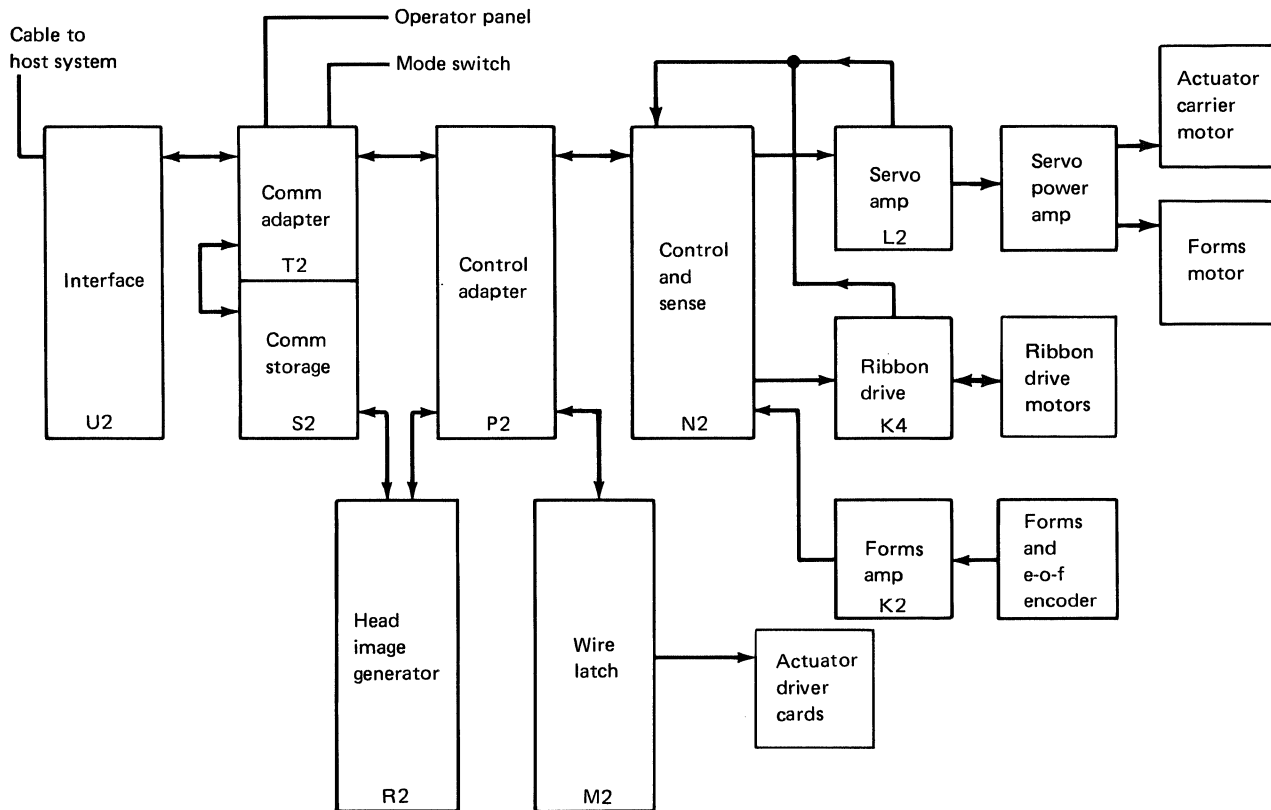 Operator panel
Cable to
host system
Mode switch
Interface
U2
Comm
adapter
T2
Comm
storage
S2
Control
adapter
P2
Control
and
sense
N2
Servo
amp
L2
Servo
power
amp
Actuator
carrier
motor
Forms
motor
Ribbon
drive
K4
Ribbon
drive
motors
Forms
amp
K2
Forms
and
e-o-f
encoder
Head
image
generator
R2
Wire
latch
M2
Actuator
driver
cards